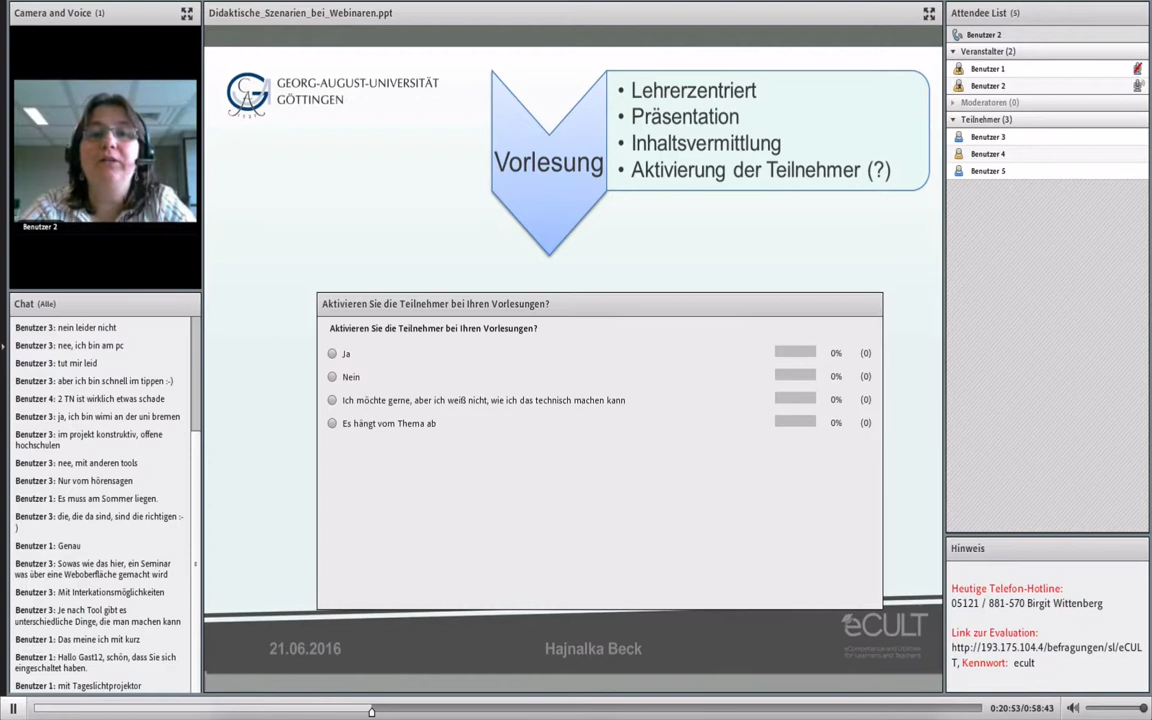 Camera and Voice (1)
Benutzer 2
Chat (Alle)
Benutzer 3: nein leider nicht
Benutzer 3: nee, ich bin am pc
Benutzer 3: tut mir leid
Benutzer 3: aber ich bin schnell im tippen :-)
Benutzer 4: 2 TN ist wirklich etwas schade
Benutzer 3: ja, ich bin wimi an der uni bremen
Benutzer 3: im projekt konstruktiv, offene
hochschulen
Benutzer 3: nee, mit anderen tools
Benutzer 3: Nur vom hörensagen
Benutzer 1: Es muss am Sommer liegen.
Benutzer 3: die, die da sind, sind die richtigen :-
)
Benutzer 1: Genau
Benutzer 3: Sowas wie das hier, ein Seminar
was über eine Weboberfläche gemacht wird
Benutzer 3: Mit Interkationsmöglichkeiten
Benutzer 3: Je nach Tool gibt es
unterschiedliche Dinge, die man machen kann
Benutzer 1: Das meine ich mit kurz
Benutzer 1: Hallo Gast12, schön, dass Sie sich
eingeschaltet haben.
Benutzer 1: mit Tageslichtprojektor
Didaktische_Szenarien_bei_Webinaren.ppt
GEORG-AUGUST-UNIVERSITÄT
GÖTTINGEN
Vorlesung
• Lehrerzentriert
• Präsentation
• Inhaltsvermittlung
• Aktivierung der Teilnehmer (?)
Aktivieren Sie die Teilnehmer bei Ihren Vorlesungen?
Aktivieren Sie die Teilnehmer bei Ihren Vorlesungen?
Ja 0% (0)
Nein 0% (0)
Ich möchte gerne, aber ich weiß nicht, wie ich das technisch machen kann 0% (0)
Es hängt vom Thema ab 0% (0)
21.06.2016
Hajnalka Beck
eCULT
Attendee List (5)
Benutzer 2
Veranstalter (2)
Benutzer 1
Benutzer 2
Moderatoren (0)
Teilnehmer (3)
Benutzer 3
Benutzer 4
Benutzer 5
Hinweis
Heutige Telefon-Hotline:
05121 / 881-570 Birgit Wittenberg
Link zur Evaluation:
http://193.175.104.4/befragungen/sl/eCUL
T, Kennwort: ecult
0:20:53/0:58:43